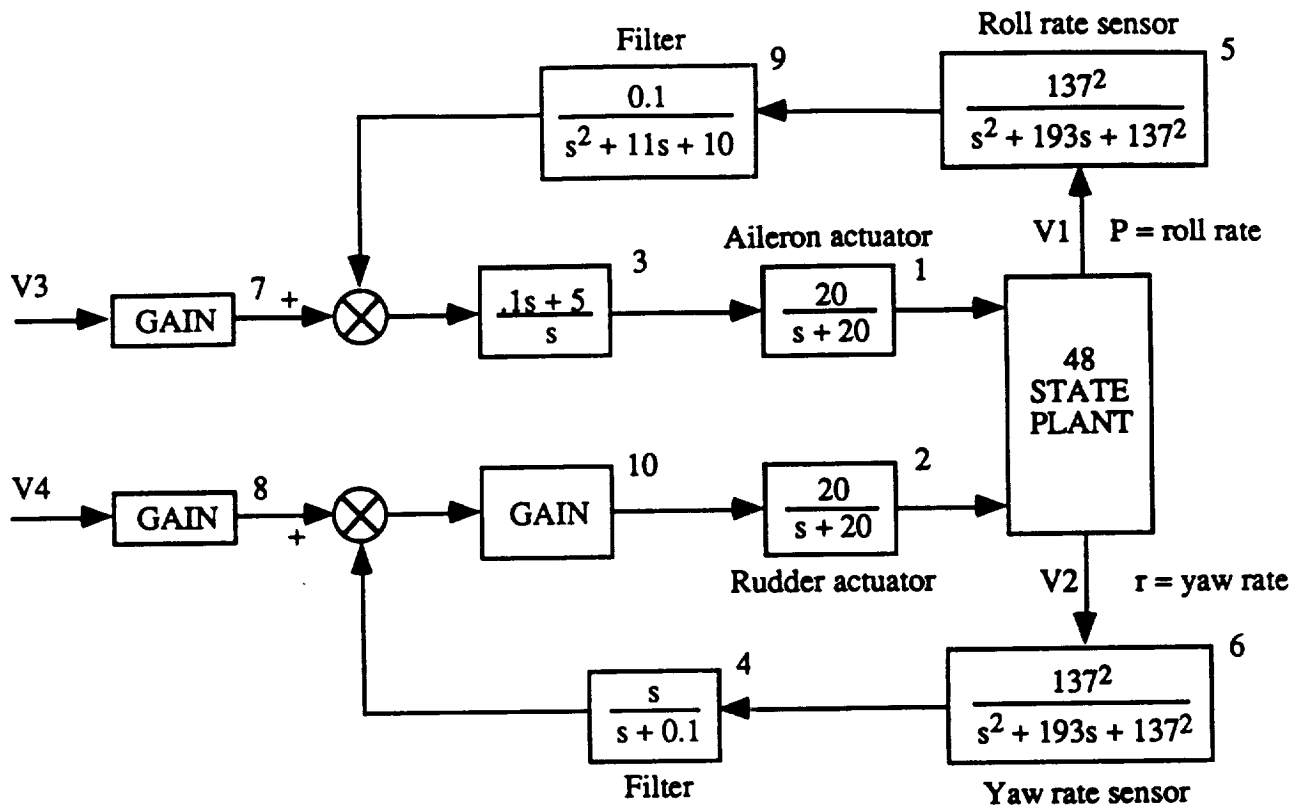 Roll rate sensor
Filter
9
5
0.1
s² + 11s + 10
137²
s² + 193s + 137²
V1
P = roll rate
Aileron actuator
V3
GAIN
7
+
3
.1s + 5
s
1
20
s + 20
48
STATE
PLANT
V4
GAIN
8
+
10
GAIN
2
20
s + 20
Rudder actuator
V2
r = yaw rate
4
s
s + 0.1
Filter
6
137²
s² + 193s + 137²
Yaw rate sensor